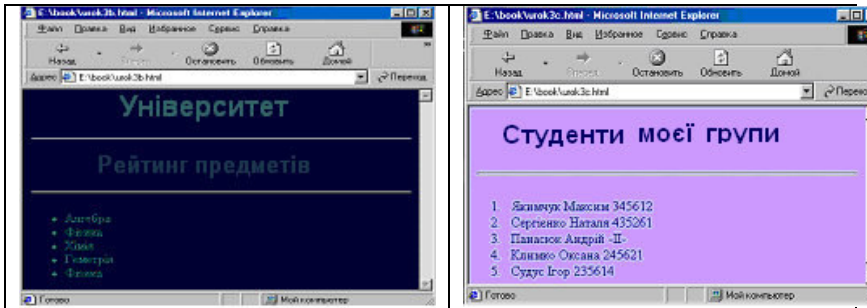 E:\book\urok3b.html - Microsoft Internet Explorer
Файл Правка Вид Избранное Сервис Справка
Назад Остановить Обновить Домой
Адрес E:\book\urok3b.html Переход
Університет
Рейтинг предметів
Алгебра
Фізика
Хімія
Геометрія
Фізика
Готово Мой компьютер
E:\book\urok3c.html - Microsoft Internet Explorer
Файл Правка Вид Избранное Сервис Справка
Назад Вперед Остановить Обновить Домой
Адрес E:\book\urok3c.html Перехо
Студенти моєї групи
1. Якимчук Максим 345612
2. Сергієнко Наталя 435261
3. Панасюк Андрій -II-
4. Климко Оксана 245621
5. Судус Ігор 235614
Готово Мой компьютер